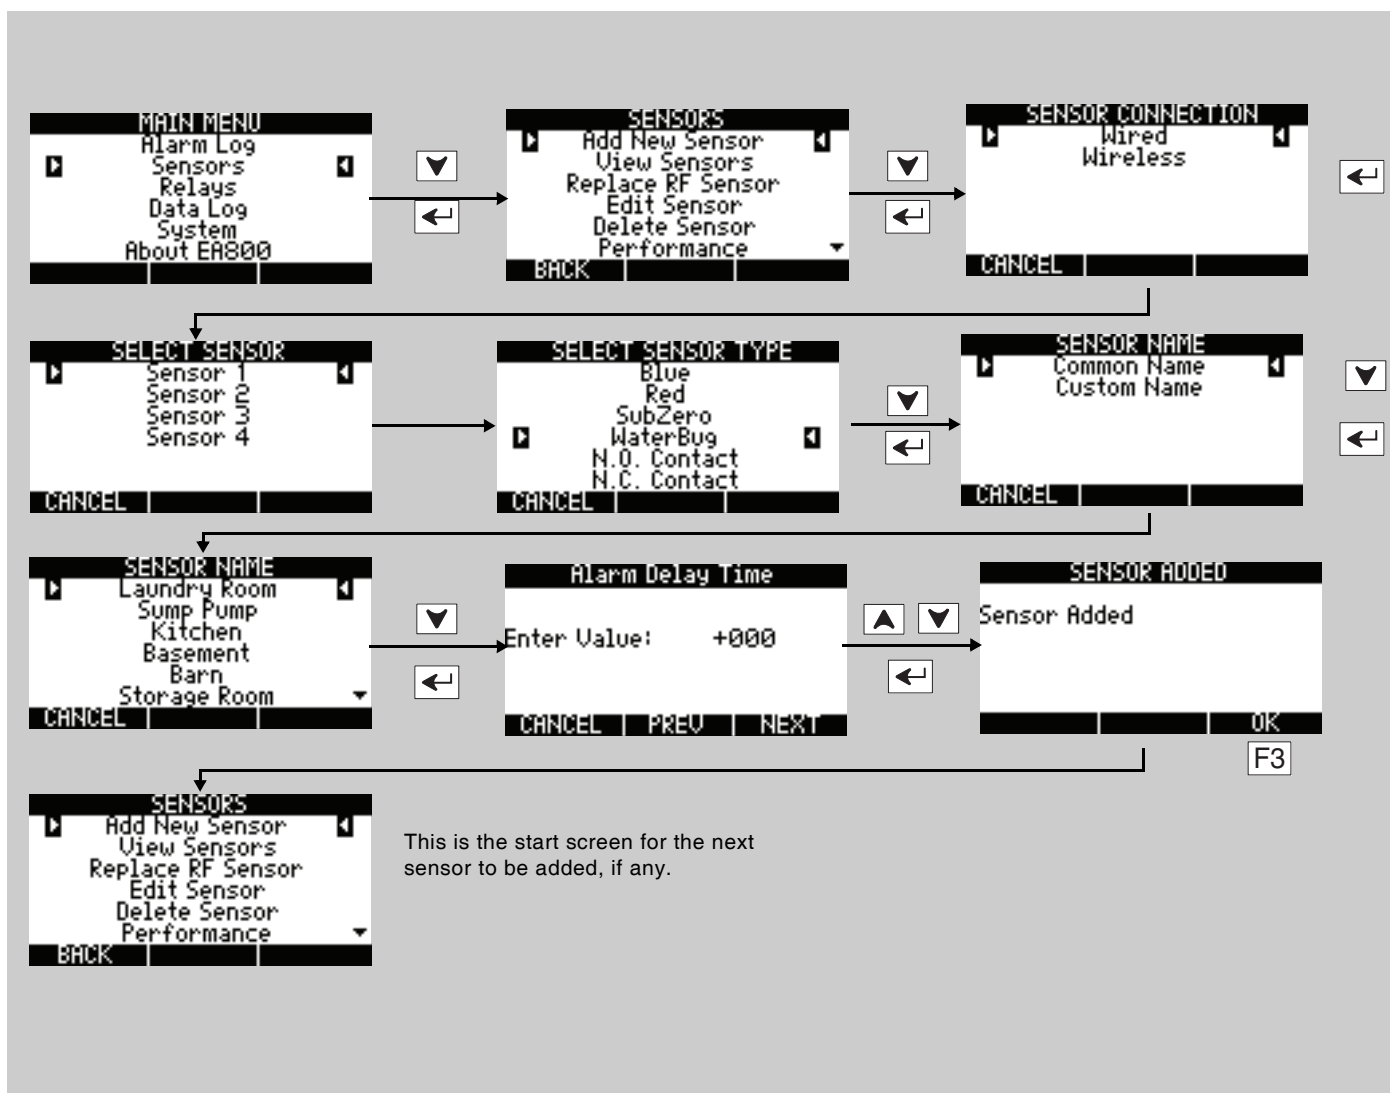 MAIN MENU
Alarm Log
Sensors
Relays
Data Log
System
About EA800
SENSORS
Add New Sensor
View Sensors
Replace RF Sensor
Edit Sensor
Delete Sensor
Performance
BACK
SENSOR CONNECTION
Wired
Wireless
CANCEL
SELECT SENSOR
Sensor 1
Sensor 2
Sensor 3
Sensor 4
CANCEL
SELECT SENSOR TYPE
Blue
Red
SubZero
WaterBug
N.O. Contact
N.C. Contact
CANCEL
SENSOR NAME
Common Name
Custom Name
CANCEL
SENSOR NAME
Laundry Room
Sump Pump
Kitchen
Basement
Barn
Storage Room
CANCEL
Alarm Delay Time
Enter Value: +000
CANCEL PREV NEXT
SENSOR ADDED
Sensor Added
OK
F3
SENSORS
Add New Sensor
View Sensors
Replace RF Sensor
Edit Sensor
Delete Sensor
Performance
BACK
This is the start screen for the next
sensor to be added, if any.